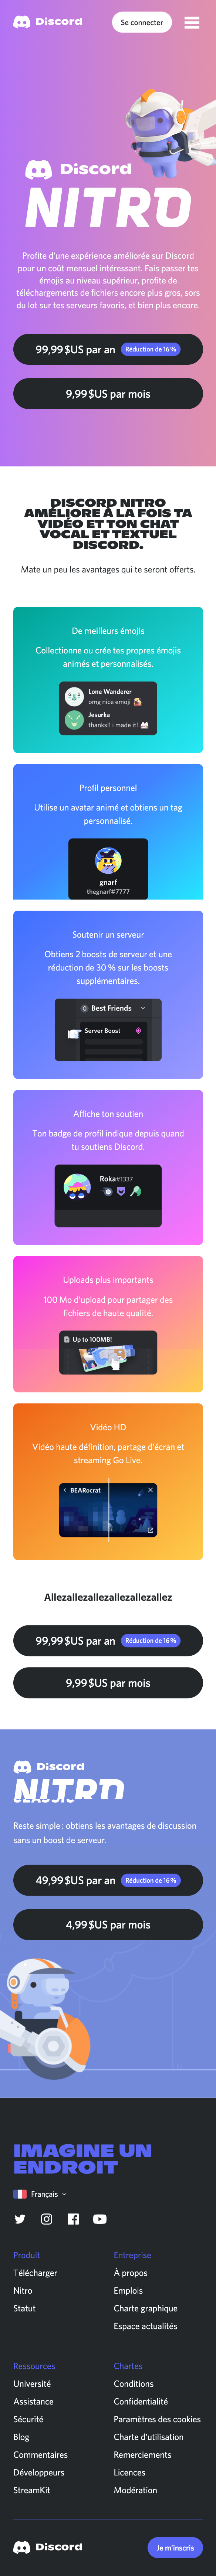 Discord
Se connecter
Discord
NITRO
Profite d'une expérience améliorée sur Discord
pour un coût mensuel intéressant. Fais passer tes
émojis au niveau supérieur, profite de
téléchargements de fichiers encore plus gros, sors
du lot sur tes serveurs favoris, et bien plus encore.
99,99 $US par an Réduction de 16 %
9,99 $US par mois
DISCORD NITRO
AMÉLIORE À LA FOIS TA
VIDÉO ET TON CHAT
VOCAL ET TEXTUEL
DISCORD.
Mate un peu les avantages qui te seront offerts.
De meilleurs émojis
Collectionne ou crée tes propres émojis
animés et personnalisés.
Lone Wanderer
omg nice emoji
Jesurka
thanks!! i made it!
Profil personnel
Utilise un avatar animé et obtiens un tag
personnalisé.
gnarf
thegnarf#7777
Soutenir un serveur
Obtiens 2 boosts de serveur et une
réduction de 30 % sur les boosts
supplémentaires.
Best Friends
Server Boost
Affiche ton soutien
Ton badge de profil indique depuis quand
tu soutiens Discord.
Roka#1337
Uploads plus importants
100 Mo d'upload pour partager des
fichiers de haute qualité.
Up to 100MB!
Vidéo HD
Vidéo haute définition, partage d'écran et
streaming Go Live.
BEARocrat
Allezallezallezallezallezallez
99,99 $US par an Réduction de 16 %
9,99 $US par mois
Discord
NITRO
CLASSIC
Reste simple : obtiens les avantages de discussion
sans un boost de serveur.
49,99 $US par an Réduction de 16 %
4,99 $US par mois
IMAGINE UN
ENDROIT
Français
Produit
Télécharger
Nitro
Statut
Entreprise
À propos
Emplois
Charte graphique
Espace actualités
Ressources
Université
Assistance
Sécurité
Blog
Commentaires
Développeurs
StreamKit
Chartes
Conditions
Confidentialité
Paramètres des cookies
Charte d'utilisation
Remerciements
Licences
Modération
Discord
Je m'inscris